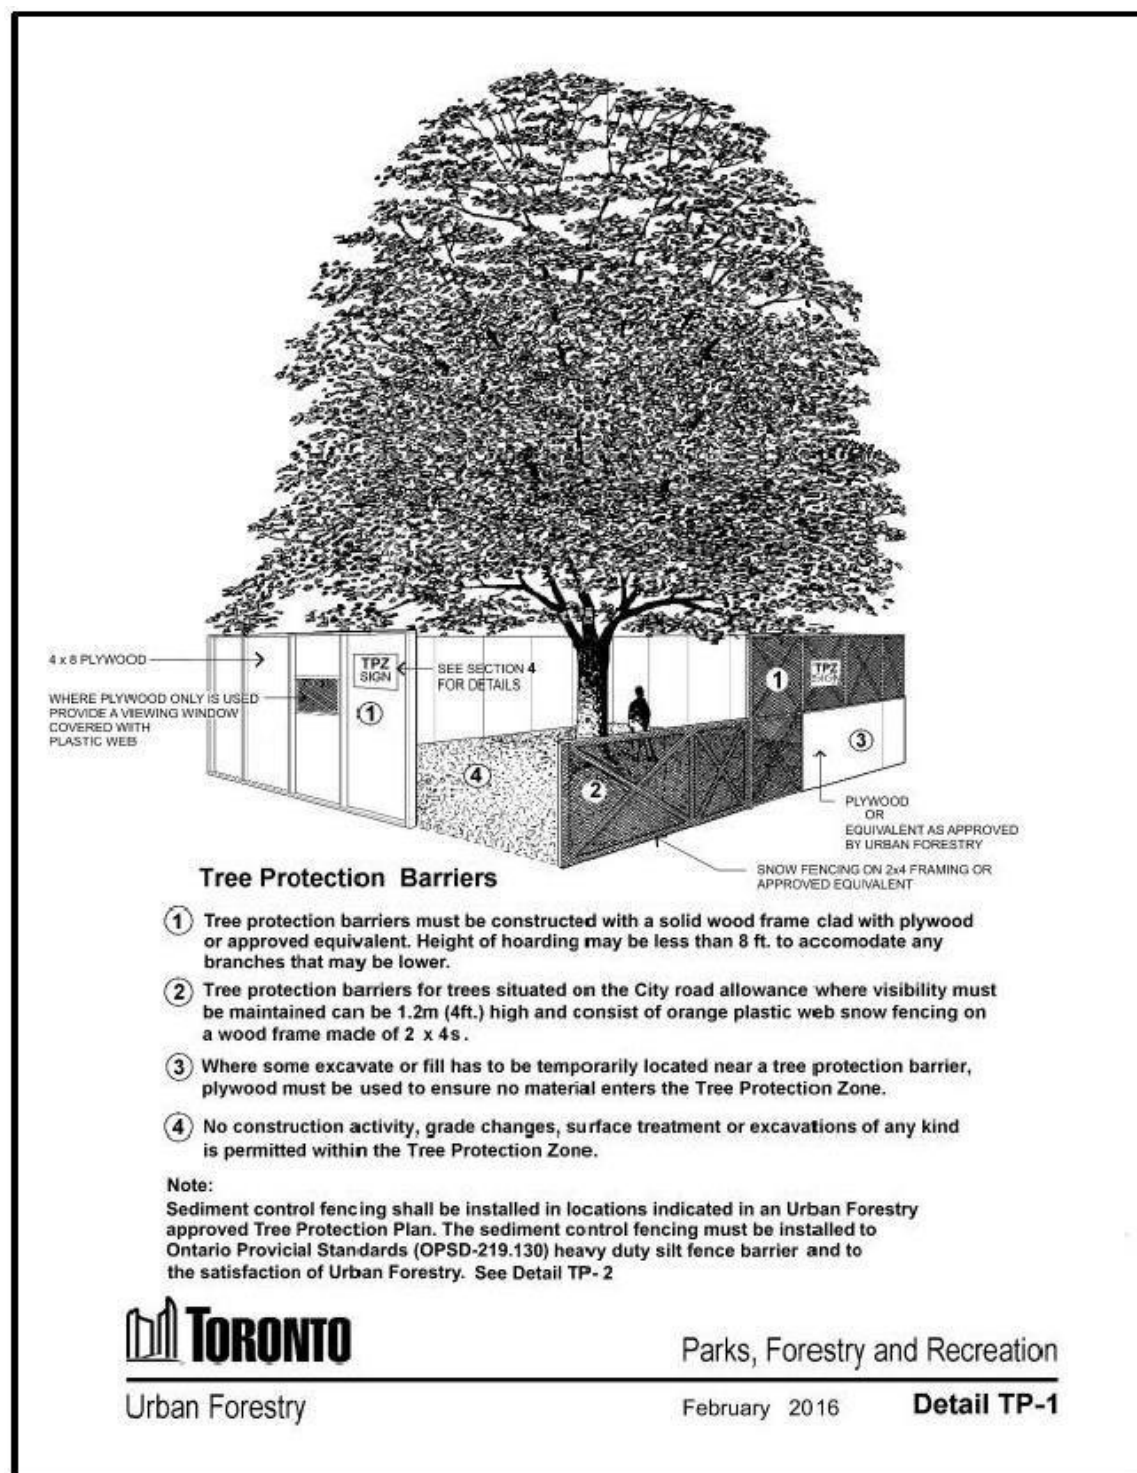 4 x 8 PLYWOOD
WHERE PLYWOOD ONLY IS USED
PROVIDE A VIEWING WINDOW
COVERED WITH
PLASTIC WEB
TPZ
SIGN
1
SEE SECTION 4
FOR DETAILS
4
2
1
TPZ
SIGN
3
PLYWOOD
OR
EQUIVALENT AS APPROVED
BY URBAN FORESTRY
SNOW FENCING ON 2x4 FRAMING OR
APPROVED EQUIVALENT
Tree Protection Barriers
1 Tree protection barriers must be constructed with a solid wood frame clad with plywood
or approved equivalent. Height of hoarding may be less than 8 ft. to accomodate any
branches that may be lower.
2 Tree protection barriers for trees situated on the City road allowance where visibility must
be maintained can be 1.2m (4ft.) high and consist of orange plastic web snow fencing on
a wood frame made of 2 x 4s.
3 Where some excavate or fill has to be temporarily located near a tree protection barrier,
plywood must be used to ensure no material enters the Tree Protection Zone.
4 No construction activity, grade changes, surface treatment or excavations of any kind
is permitted within the Tree Protection Zone.
Note:
Sediment control fencing shall be installed in locations indicated in an Urban Forestry
approved Tree Protection Plan. The sediment control fencing must be installed to
Ontario Provicial Standards (OPSD-219.130) heavy duty silt fence barrier and to
the satisfaction of Urban Forestry. See Detail TP- 2
TORONTO
Parks, Forestry and Recreation
Urban Forestry
February 2016 Detail TP-1